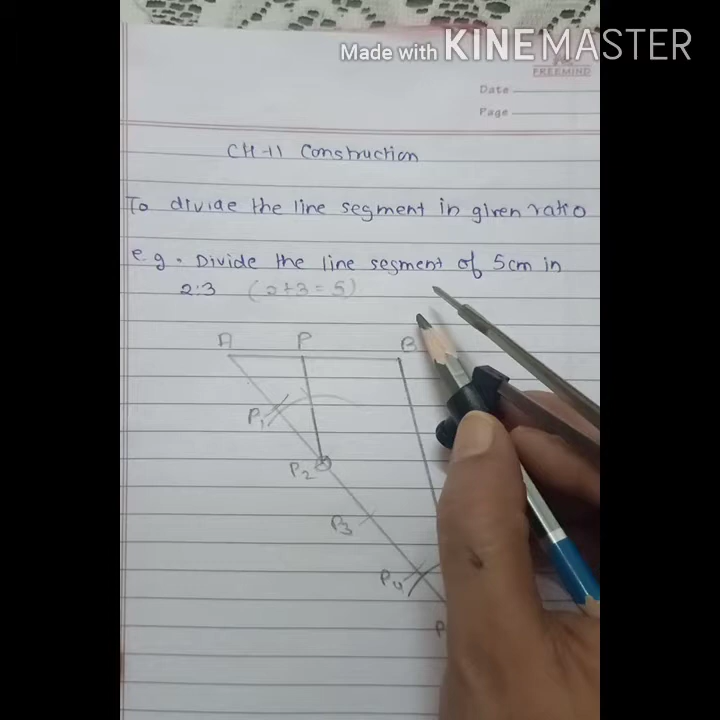 Made with KINEMASTER
FREEMIND
Date
Page
CH-11 Construction
To divide the line segment in given ratio
e.g. Divide the line segment of 5cm in
2:3 (2+3=5)
A P B
P1
P2
P3
P4
P